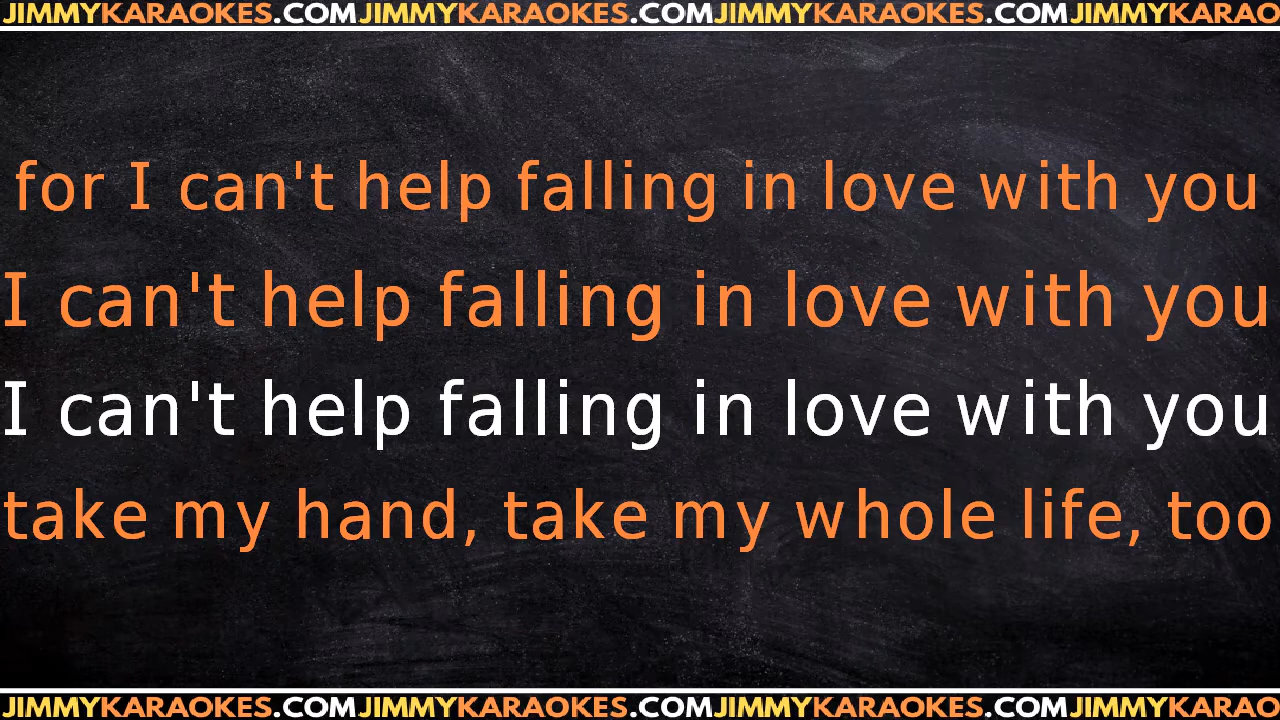 JIMMYKARAOKES.COMJIMMYKARAOKES.COMJIMMYKARAOKES.COMJIMMYKARAO
for I can't help falling in love with you
I can't help falling in love with you
I can't help falling in love with you
take my hand, take my whole life, too
JIMMYKARAOKES.COMJIMMYKARAOKES.COMJIMMYKARAOKES.COMJIMMYKARAO